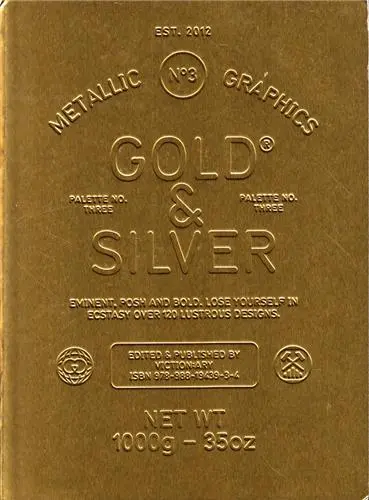 EST. 2012
METALLIC Nº3 GRAPHICS
GOLD®
PALETTE NO. THREE
&
PALETTE NO. THREE
SILVER
EMINENT, POSH AND BOLD. LOSE YOURSELF IN
ECSTASY OVER 120 LUSTROUS DESIGNS.
EDITED & PUBLISHED BY
VICTION:ARY
ISBN 978-988-19439-3-4
NET WT
1000g – 35oz